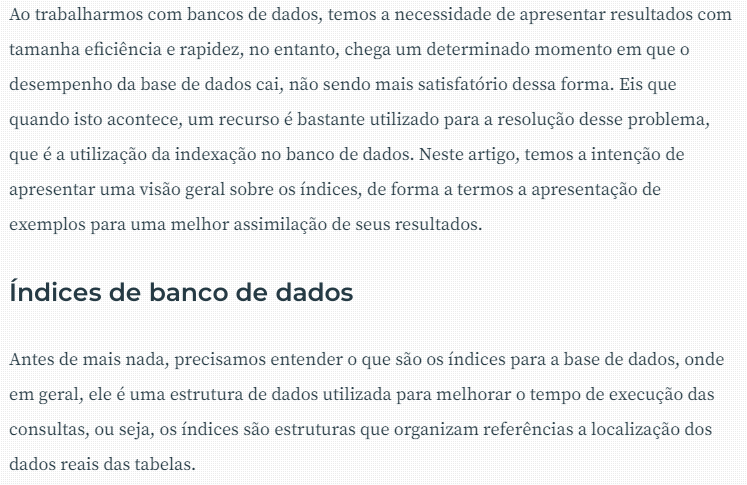 Ao trabalharmos com bancos de dados, temos a necessidade de apresentar resultados com
tamanha eficiência e rapidez, no entanto, chega um determinado momento em que o
desempenho da base de dados cai, não sendo mais satisfatório dessa forma. Eis que
quando isto acontece, um recurso é bastante utilizado para a resolução desse problema,
que é a utilização da indexação no banco de dados. Neste artigo, temos a intenção de
apresentar uma visão geral sobre os índices, de forma a termos a apresentação de
exemplos para uma melhor assimilação de seus resultados.
Índices de banco de dados
Antes de mais nada, precisamos entender o que são os índices para a base de dados, onde
em geral, ele é uma estrutura de dados utilizada para melhorar o tempo de execução das
consultas, ou seja, os índices são estruturas que organizam referências a localização dos
dados reais das tabelas.